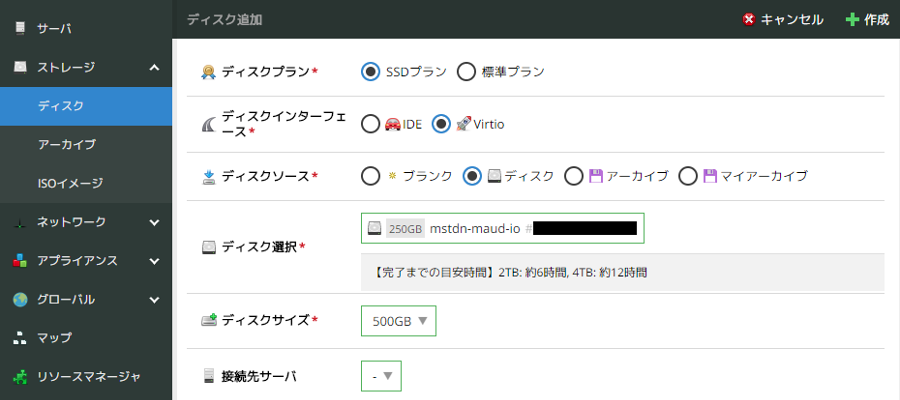 サーバ
ストレージ
ディスク
アーカイブ
ISOイメージ
ネットワーク
アプライアンス
グローバル
マップ
リソースマネージャ
ディスク追加
キャンセル
作成
ディスクプラン*
SSDプラン 標準プラン
ディスクインターフェ
ース*
IDE Virtio
ディスクソース*
ブランク ディスク アーカイブ マイアーカイブ
ディスク選択*
250GB mstdn-maud-io #
【完了までの目安時間】2TB: 約6時間, 4TB: 約12時間
ディスクサイズ*
500GB
接続先サーバ
-